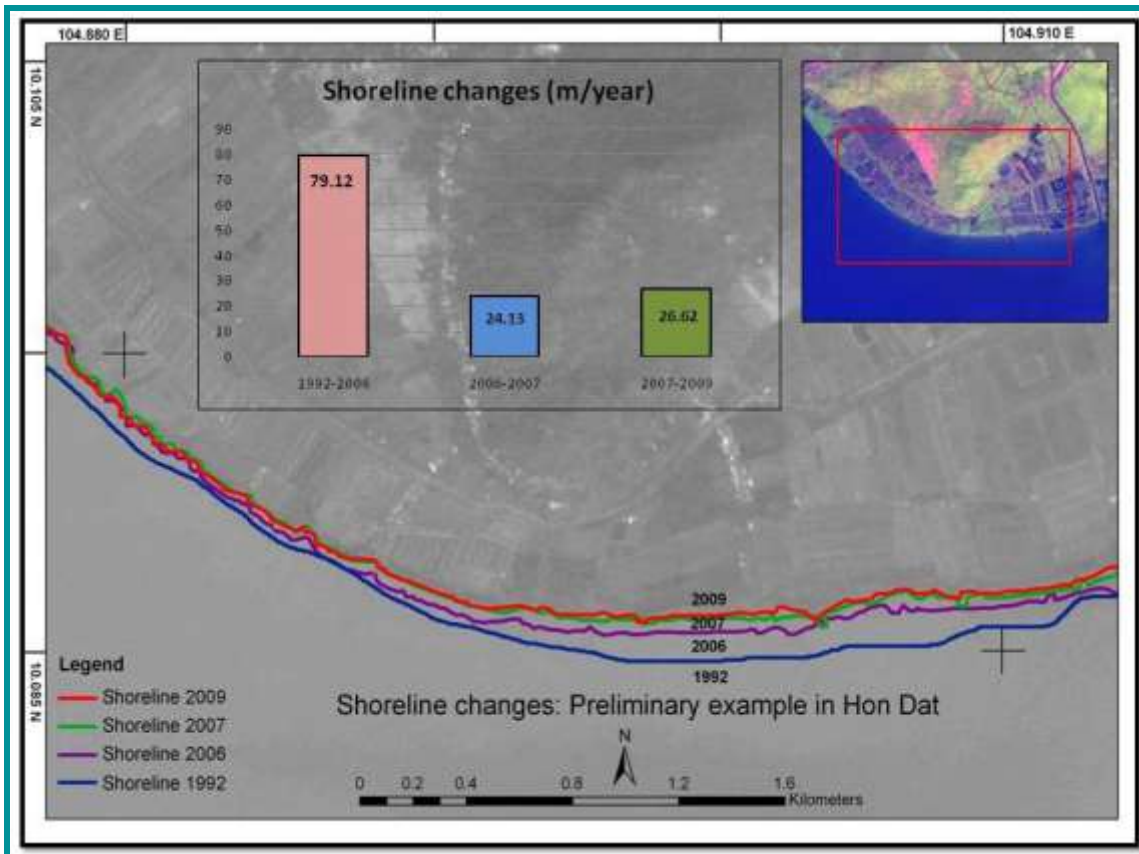 104.880 E
104.910 E
10.105 N
Shoreline changes (m/year)
90
80
70
60
50
40
30
20
10
0
79.12
24.13
26.62
1992-2006
2006-2007
2007-2009
2009
2007
2006
1992
10.085 N
Legend
Shoreline 2009
Shoreline 2007
Shoreline 2006
Shoreline 1992
Shoreline changes: Preliminary example in Hon Dat
N
0 0.2 0.4 0.8 1.2 1.6
Kilometers